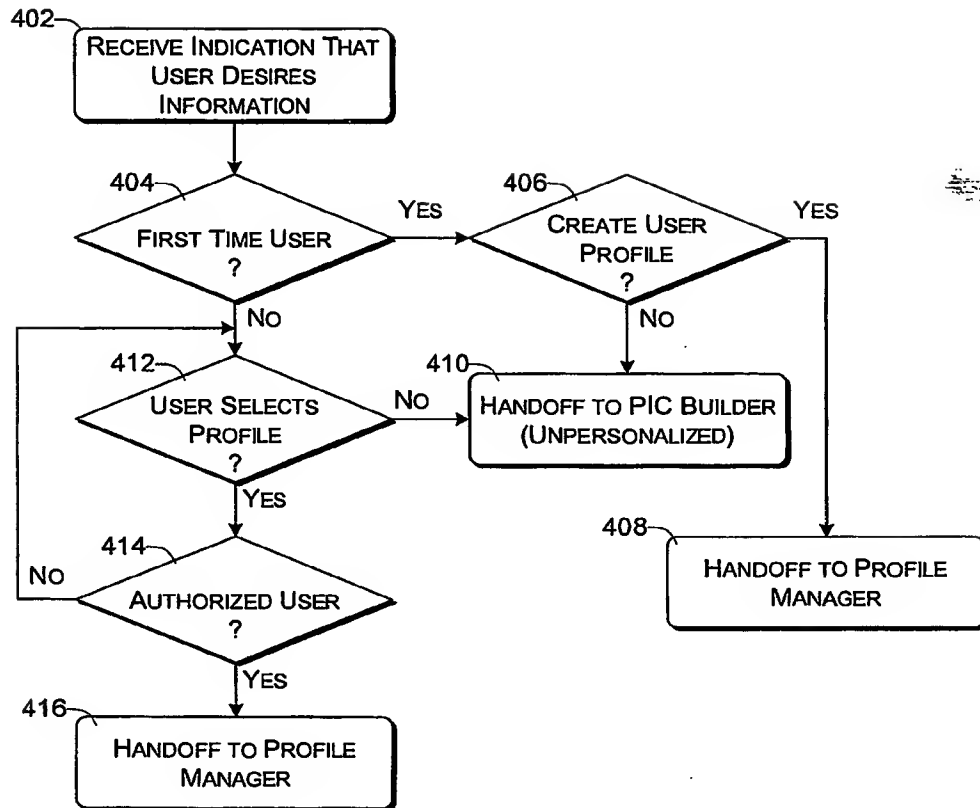 402
RECEIVE INDICATION THAT
USER DESIRES
INFORMATION
404
FIRST TIME USER
?
YES
406
CREATE USER
PROFILE
?
YES
NO
NO
412
USER SELECTS
PROFILE
?
NO
410
HANDOFF TO PIC BUILDER
(UNPERSONALIZED)
YES
414
AUTHORIZED USER
?
NO
408
HANDOFF TO PROFILE
MANAGER
YES
416
HANDOFF TO PROFILE
MANAGER